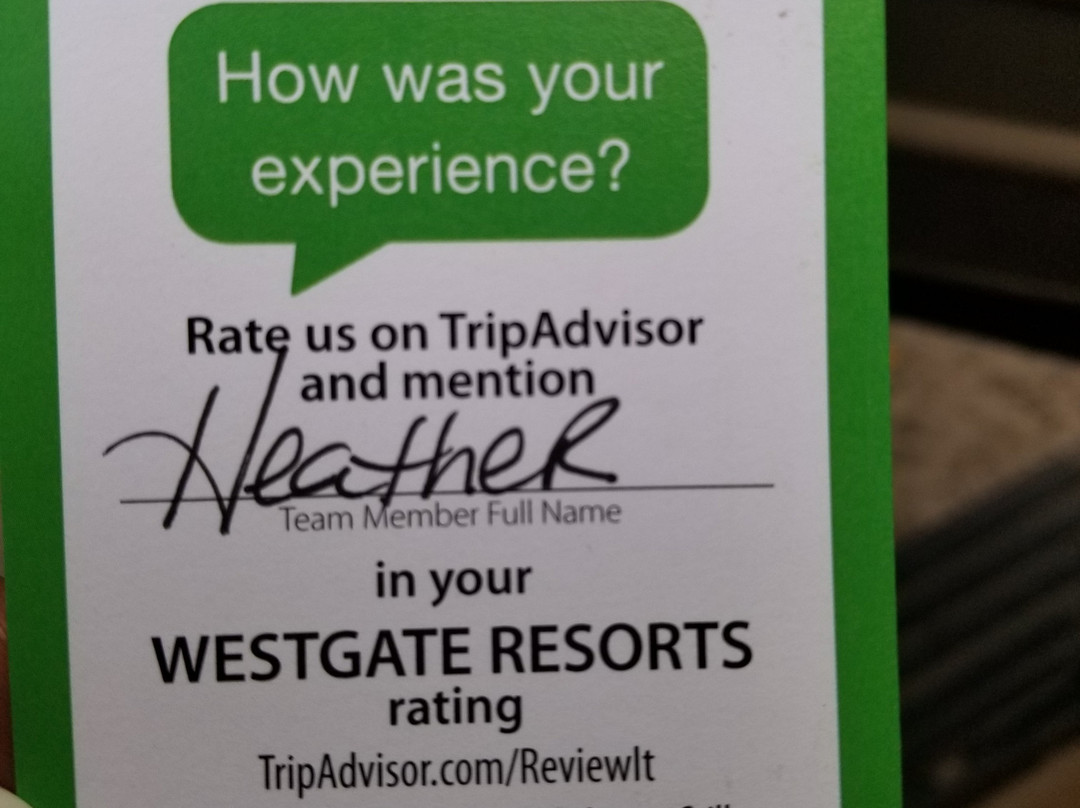 How was your
experience?
Rate us on TripAdvisor
and mention
Heather
Team Member Full Name
in your
WESTGATE RESORTS
rating
TripAdvisor.com/ReviewIt